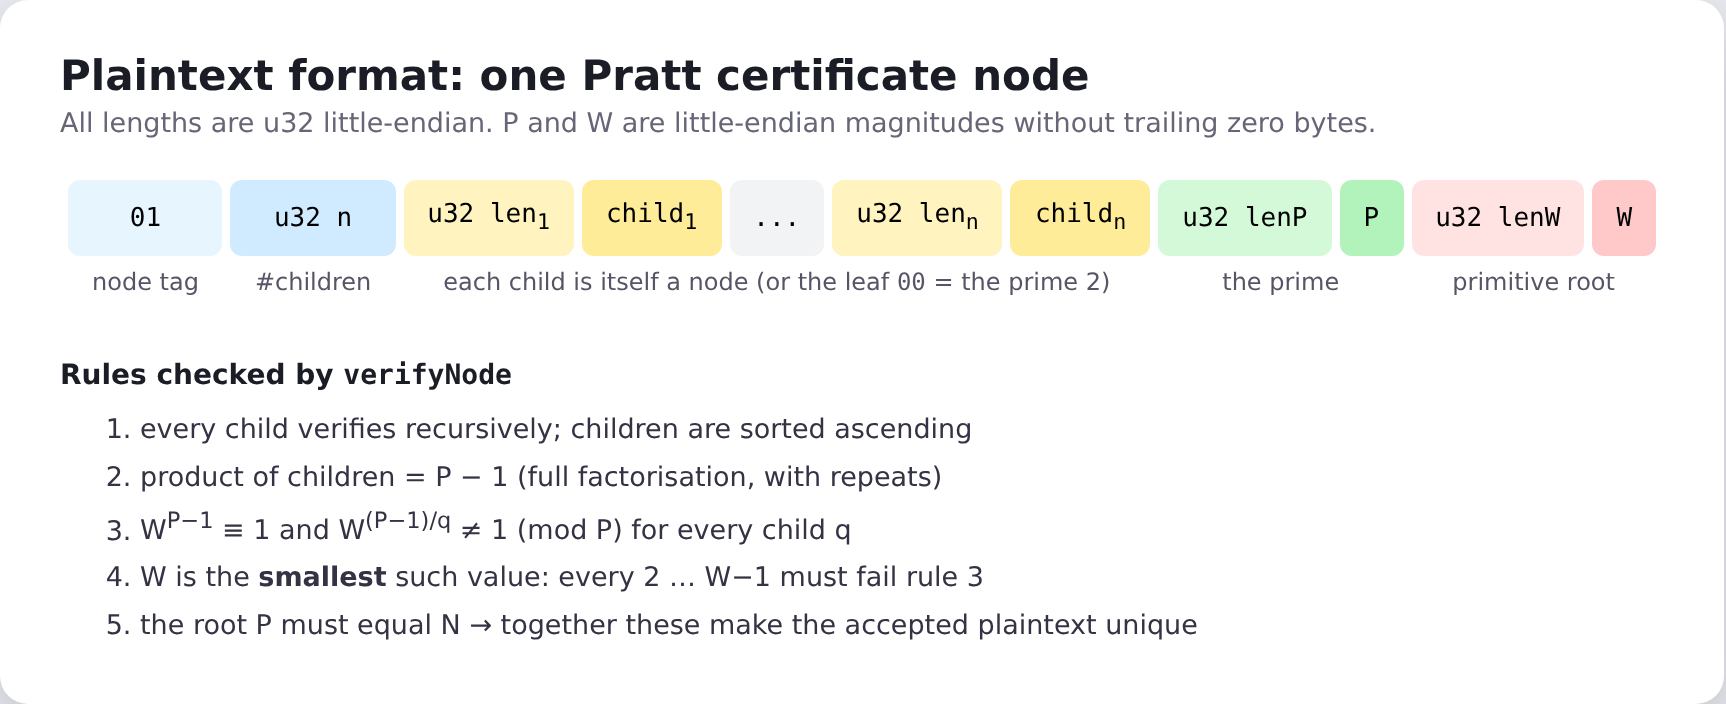 Plaintext format: one Pratt certificate node
All lengths are u32 little-endian. P and W are little-endian magnitudes without trailing zero bytes.
01 u32 n u32 len₁ child₁ ... u32 lenₙ childₙ u32 lenP P u32 lenW W
node tag #children each child is itself a node (or the leaf 00 = the prime 2) the prime primitive root
Rules checked by verifyNode
1. every child verifies recursively; children are sorted ascending
2. product of children = P − 1 (full factorisation, with repeats)
3. W^P−1 ≡ 1 and W^(P−1)/q ≠ 1 (mod P) for every child q
4. W is the smallest such value: every 2 … W−1 must fail rule 3
5. the root P must equal N → together these make the accepted plaintext unique